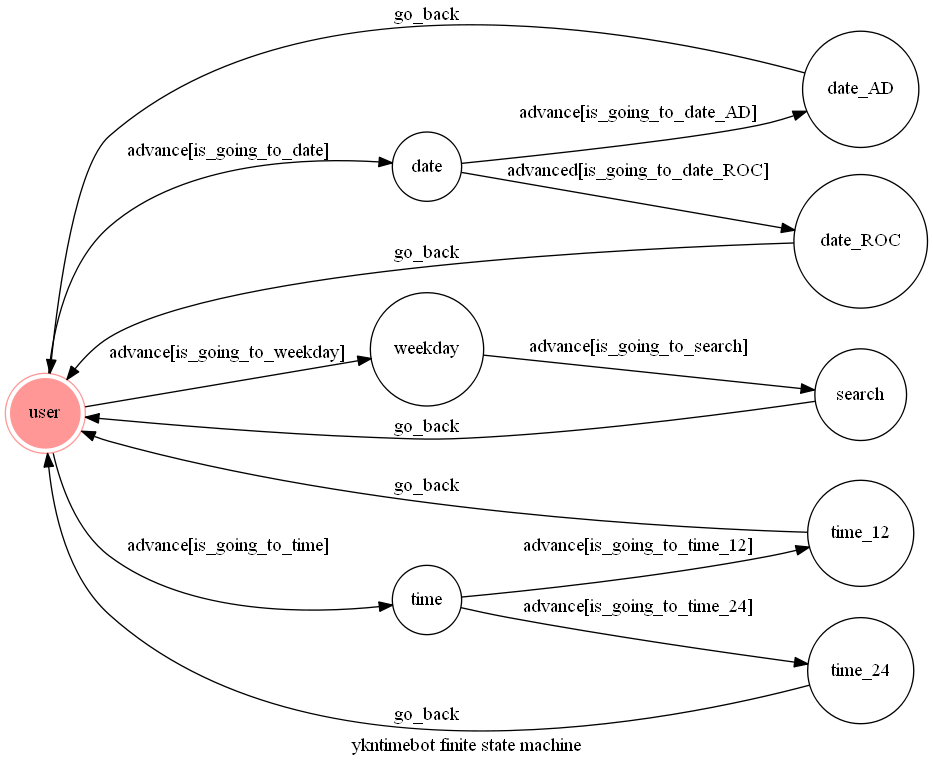 go_back
date_AD
advance[is_going_to_date_AD]
advance[is_going_to_date]
date
advanced[is_going_to_date_ROC]
date_ROC
go_back
weekday
advance[is_going_to_weekday]
advance[is_going_to_search]
search
user
go_back
go_back
time_12
advance[is_going_to_time]
advance[is_going_to_time_12]
time
advance[is_going_to_time_24]
time_24
go_back
ykntimebot finite state machine